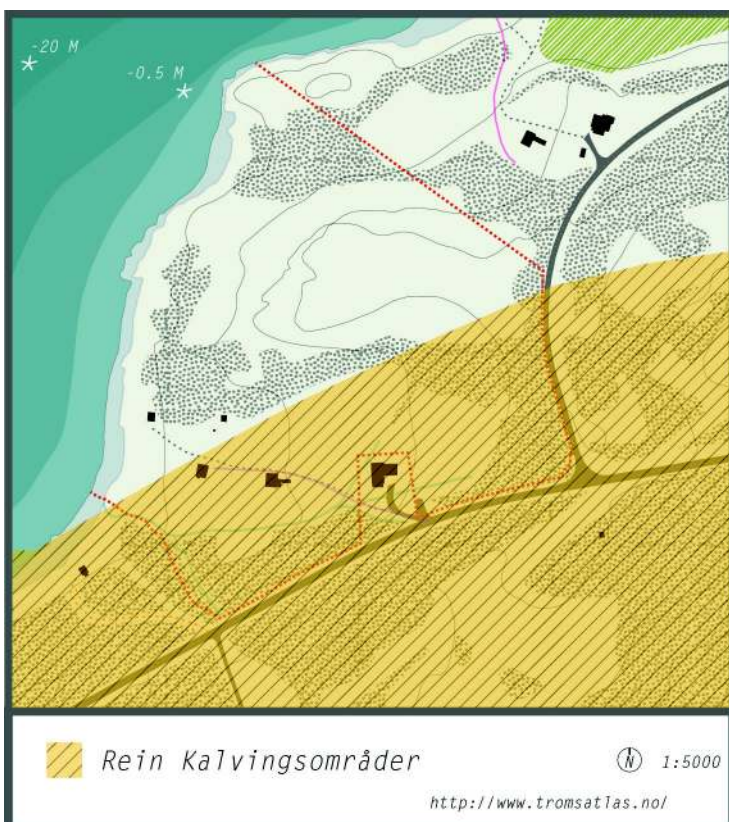 -20 M
-0.5 M
Rein Kalvingsområder
N 1:5000
http://www.tromsatlas.no/